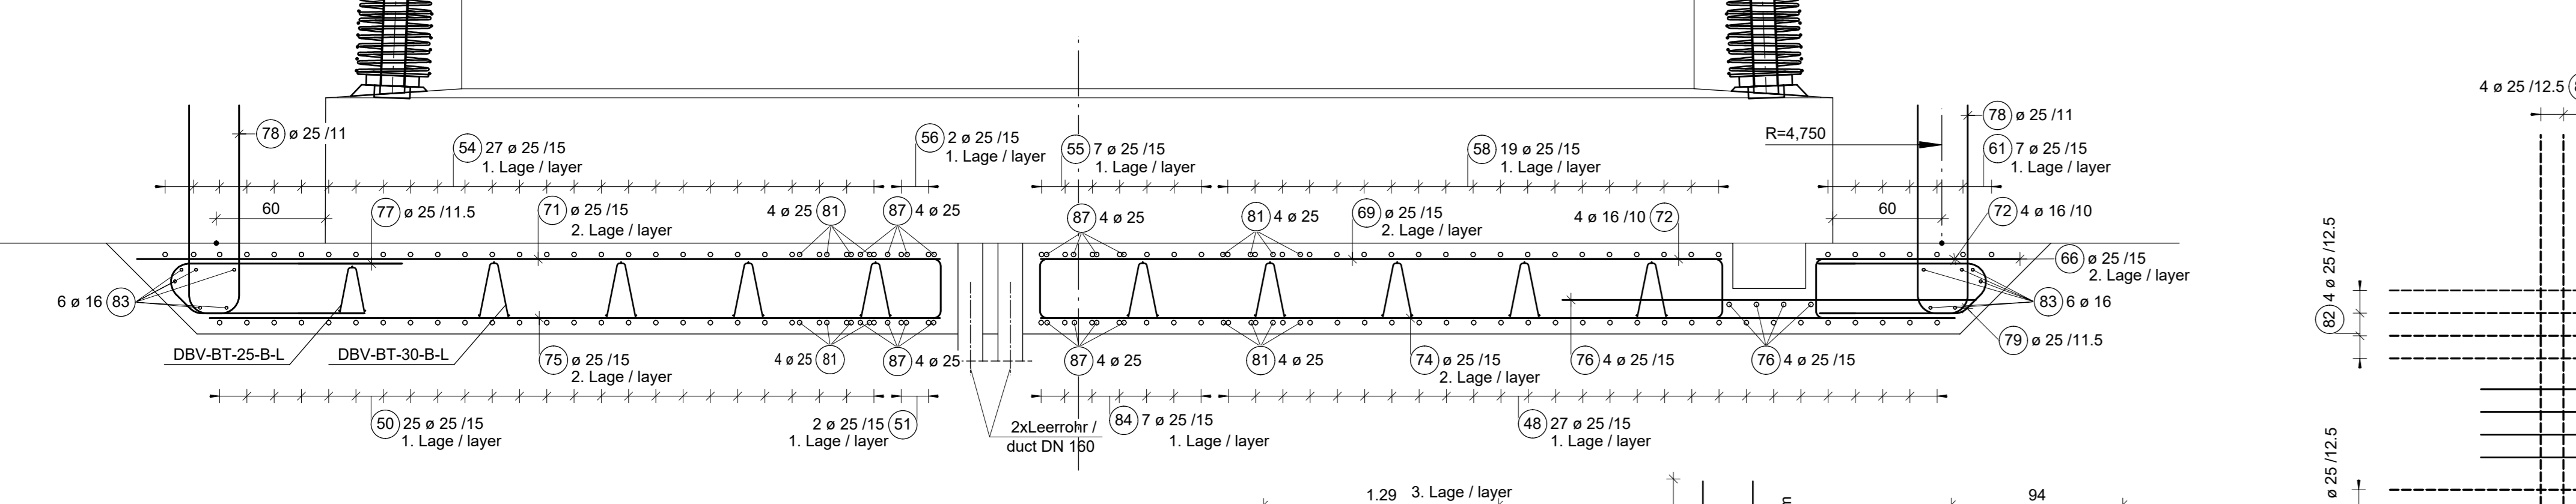 4 ø 25 /12.5
78 ø 25 /11
54 27 ø 25 /15
1. Lage / layer
56 2 ø 25 /15
1. Lage / layer
55 7 ø 25 /15
1. Lage / layer
58 19 ø 25 /15
1. Lage / layer
R=4,750
78 ø 25 /11
61 7 ø 25 /15
1. Lage / layer
60
77 ø 25 /11.5
71 ø 25 /15
2. Lage / layer
4 ø 25 81
87 4 ø 25
87 4 ø 25
81 4 ø 25
69 ø 25 /15
2. Lage / layer
4 ø 16 /10 72
60
72 4 ø 16 /10
66 ø 25 /15
2. Lage / layer
6 ø 16 83
83 6 ø 16
82 4 ø 25 /12.5
DBV-BT-25-B-L
DBV-BT-30-B-L
75 ø 25 /15
2. Lage / layer
4 ø 25 81
87 4 ø 25
87 4 ø 25
81 4 ø 25
74 ø 25 /15
2. Lage / layer
76 4 ø 25 /15
76 4 ø 25 /15
79 ø 25 /11.5
50 25 ø 25 /15
1. Lage / layer
2 ø 25 /15 51
1. Lage / layer
2xLeerrohr /
duct DN 160
84 7 ø 25 /15
1. Lage / layer
48 27 ø 25 /15
1. Lage / layer
ø 25 /12.5
1.29
3. Lage / layer
94